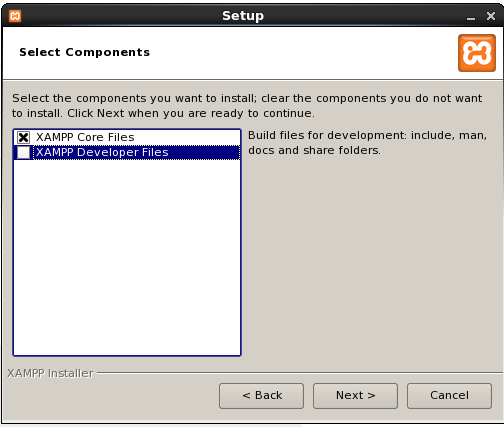 Setup
Select Components
Select the components you want to install; clear the components you do not want
to install. Click Next when you are ready to continue.
XAMPP Core Files
XAMPP Developer Files
Build files for development: include, man,
docs and share folders.
XAMPP Installer
< Back
Next >
Cancel